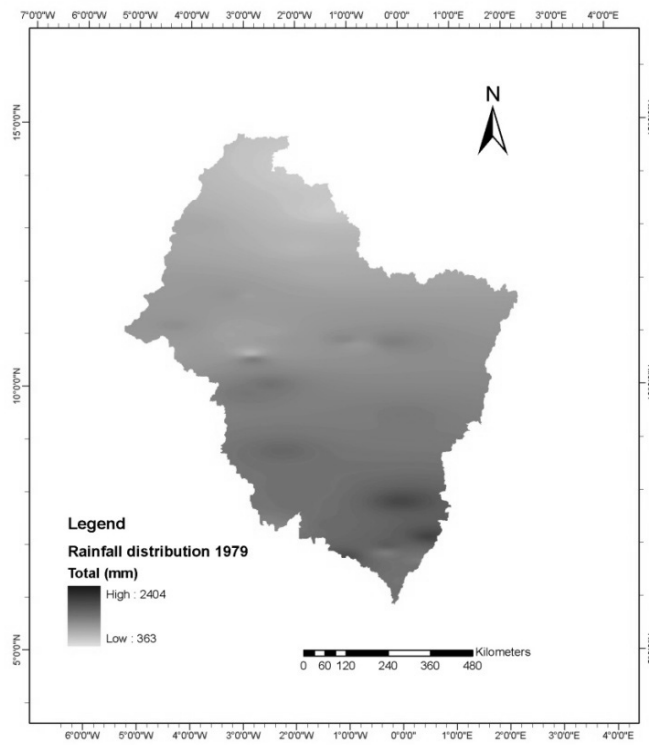 7°0'0"W 6°0'0"W 5°0'0"W 4°0'0"W 3°0'0"W 2°0'0"W 1°0'0"W 0°0'0" 1°0'0"E 2°0'0"E 3°0'0"E 4°0'0"E
N
15°0'0"N
10°0'0"N
Legend
Rainfall distribution 1979
Total (mm)
High : 2404
Low : 363
5°0'0"N
Kilometers
0 60 120 240 360 480
6°0'0"W 5°0'0"W 4°0'0"W 3°0'0"W 2°0'0"W 1°0'0"W 0°0'0" 1°0'0"E 2°0'0"E 3°0'0"E 4°0'0"E